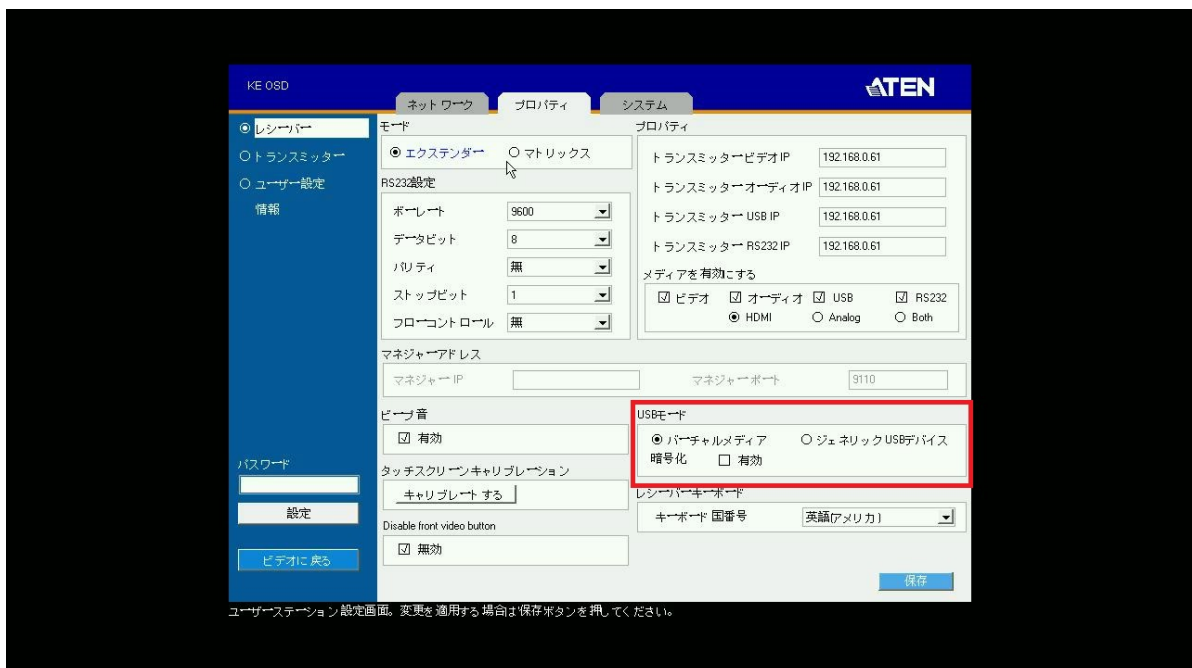 KE OSD
ATEN
ネットワーク プロパティ システム
レシーバー
トランスミッター
ユーザー設定
情報
パスワード
設定
ビデオに戻る
モード
エクステンダー マトリックス
RS232設定
ボーレート 9600
データビット 8
パリティ 無
ストップビット 1
フローコントロール 無
プロパティ
トランスミッタービデオIP 192.168.0.61
トランスミッターオーディオIP 192.168.0.61
トランスミッター USB IP 192.168.0.61
トランスミッター RS232 IP 192.168.0.61
メディアを有効にする
ビデオ オーディオ USB RS232
HDMI Analog Both
マネジャーアドレス
マネジャー IP マネジャーポート 9110
ビープ音
有効
タッチスクリーンキャリブレーション
キャリブレートする
Disable front video button
無効
USBモード
バーチャルメディア ジェネリックUSBデバイス
暗号化 有効
レシーバーキーボード
キーボード国番号 英語(アメリカ)
保存
ユーザーステーション設定画面。変更を適用する場合は'保存'ボタンを押してください。